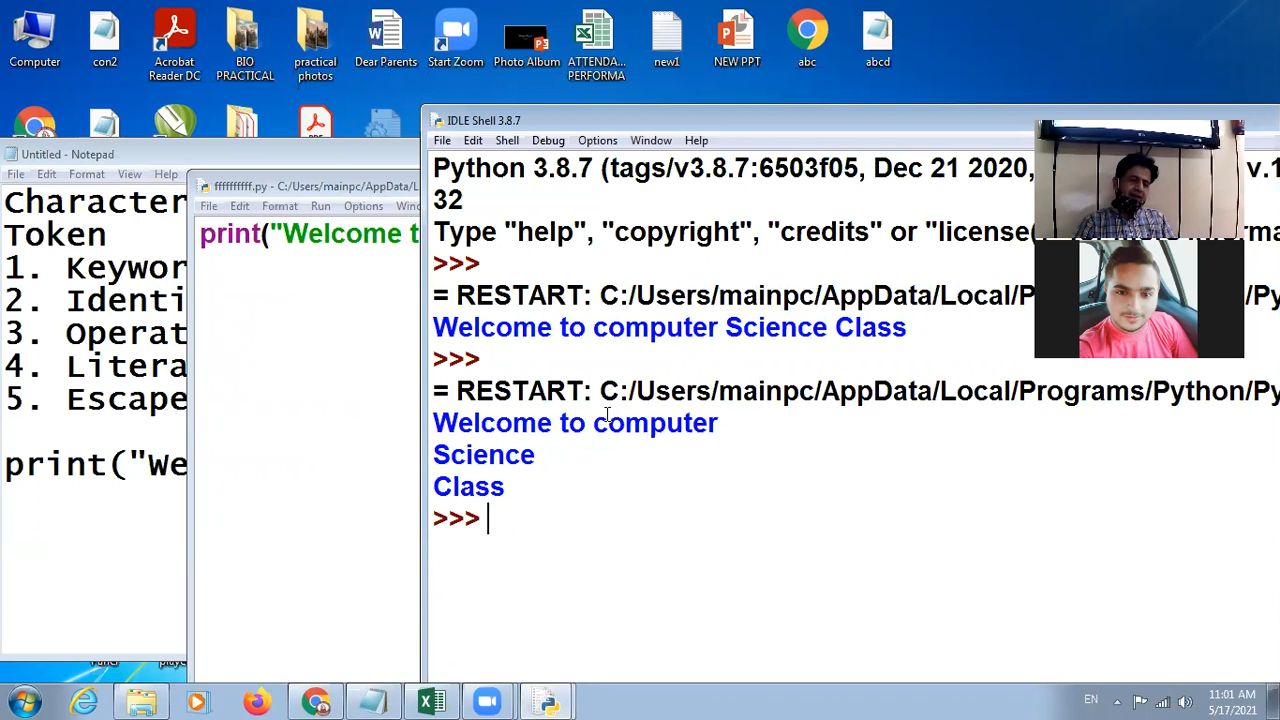 Computer
con2
Acrobat
Reader DC
BIO
PRACTICAL
practical
photos
Dear Parents
Start Zoom
Photo Album
ATTENDA...
PERFORMA
new1
NEW PPT
abc
abcd
Untitled - Notepad
File Edit Format View Help
Character
Token
1. Keywor
2. Identi
3. Operat
4. Litera
5. Escape
print("We
ffffffffff.py - C:/Users/mainpc/AppData/L
File Edit Format Run Options Wind
print("Welcome t
IDLE Shell 3.8.7
File Edit Shell Debug Options Window Help
Python 3.8.7 (tags/v3.8.7:6503f05, Dec 21 2020, v.1
32
Type "help", "copyright", "credits" or "license(
>>>
= RESTART: C:/Users/mainpc/AppData/Local/P
Welcome to computer Science Class
>>>
= RESTART: C:/Users/mainpc/AppData/Local/Programs/Python/Py
Welcome to computer
Science
Class
>>>
EN
11:01 AM
5/17/2021